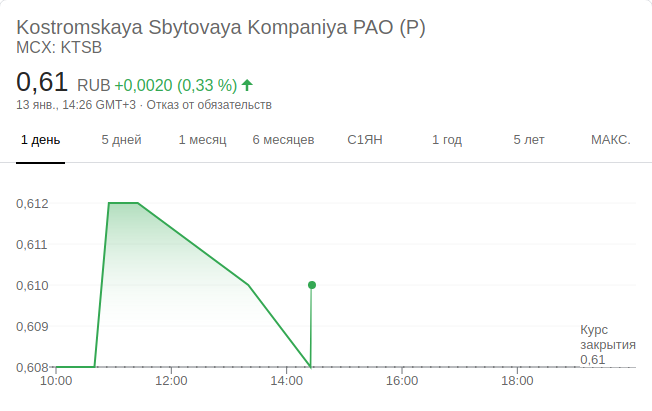 Kostromskaya Sbytovaya Kompaniya PAO (P)
MCX: KTSB
0,61 RUB +0,0020 (0,33 %)
13 янв., 14:26 GMT+3 · Отказ от обязательств
1 день 5 дней 1 месяц 6 месяцев С1ЯН 1 год 5 лет МАКС.
0,612
0,611
0,610
0,609
0,608
Курс
закрытия
0,61
10:00 12:00 14:00 16:00 18:00